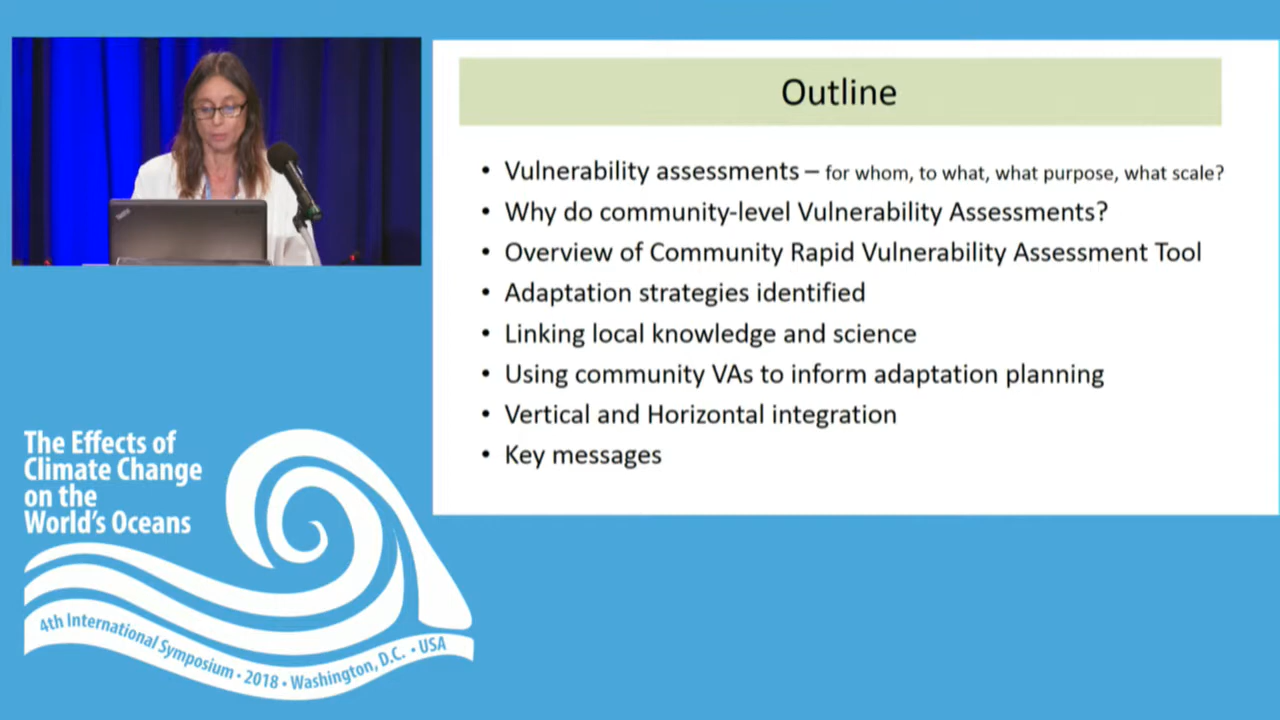 Outline
• Vulnerability assessments – for whom, to what, what purpose, what scale?
• Why do community-level Vulnerability Assessments?
• Overview of Community Rapid Vulnerability Assessment Tool
• Adaptation strategies identified
• Linking local knowledge and science
• Using community VAs to inform adaptation planning
• Vertical and Horizontal integration
• Key messages
The Effects of
Climate Change
on the
World's Oceans
4th International Symposium • 2018 • Washington, D.C. • USA